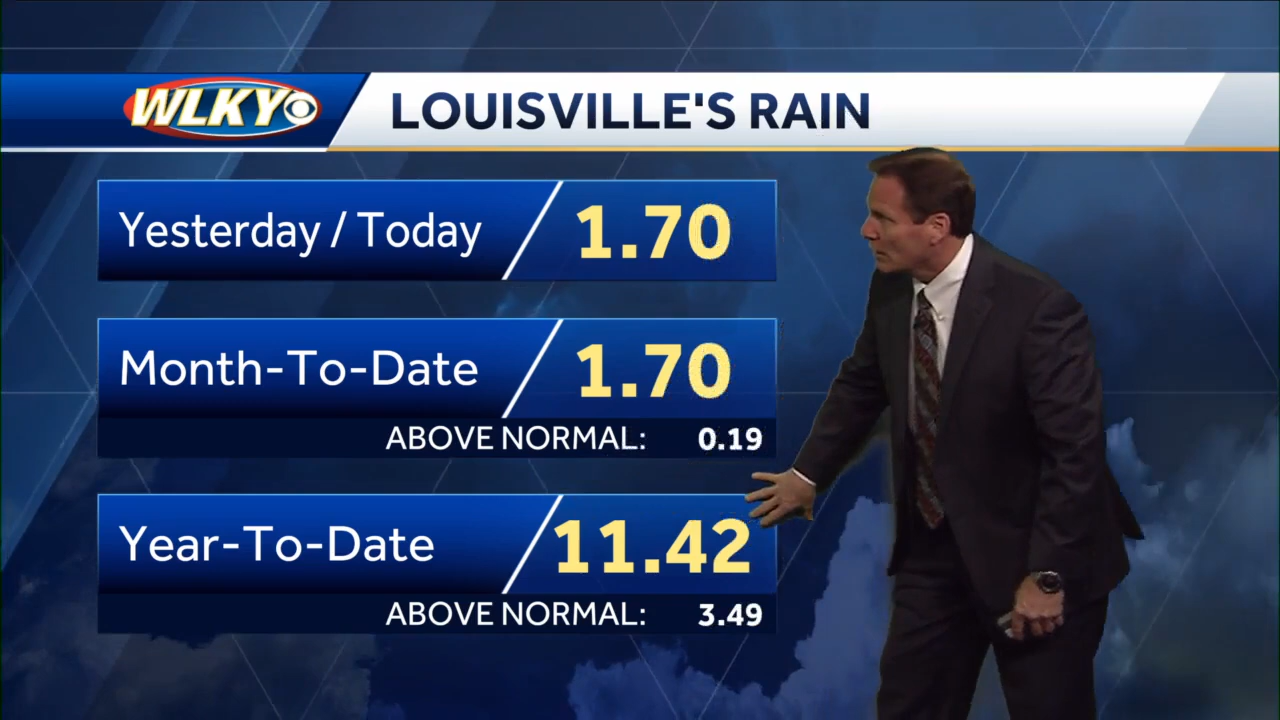 WLKY
LOUISVILLE'S RAIN
Yesterday / Today
1.70
Month-To-Date
1.70
ABOVE NORMAL: 0.19
Year-To-Date
11.42
ABOVE NORMAL: 3.49